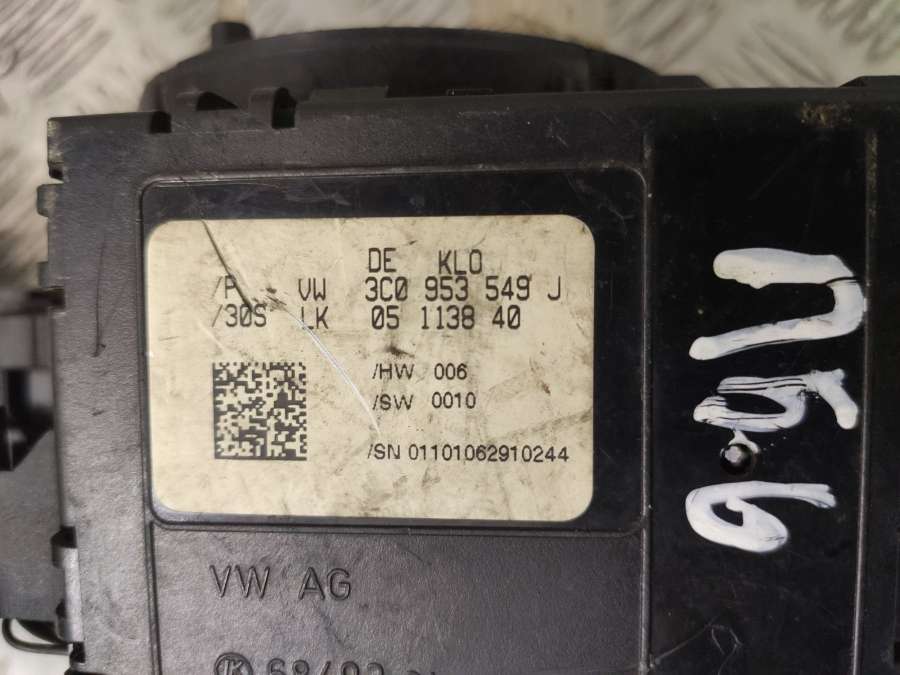 DE KLO
VW 3C0 953 549 J
/30S LK 05 1138 40
/HW 006
/SW 0010
/SN 01101062910244
VW AG